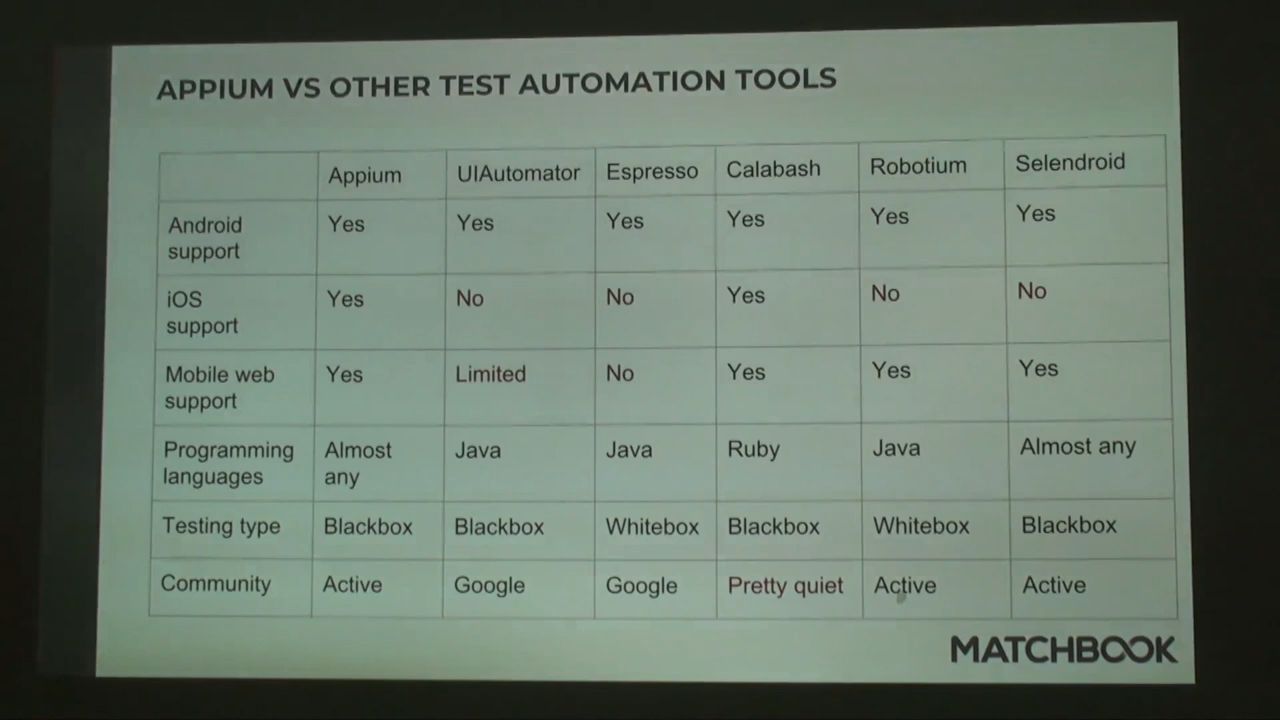 APPIUM VS OTHER TEST AUTOMATION TOOLS
Appium UIAutomator Espresso Calabash Robotium Selendroid
Android support Yes Yes Yes Yes Yes Yes
iOS support Yes No No Yes No No
Mobile web support Yes Limited No Yes Yes Yes
Programming languages Almost any Java Java Ruby Java Almost any
Testing type Blackbox Blackbox Whitebox Blackbox Whitebox Blackbox
Community Active Google Google Pretty quiet Active Active
MATCHBOOK